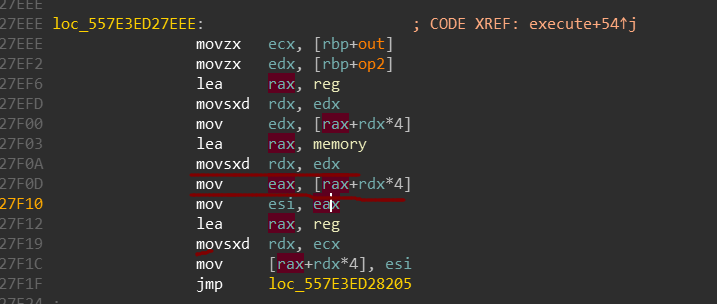 27EEE
27EEE loc_557E3ED27EEE: ; CODE XREF: execute+54↑j
27EEE movzx ecx, [rbp+out]
27EF2 movzx edx, [rbp+op2]
27EF6 lea rax, reg
27EFD movsxd rdx, edx
27F00 mov edx, [rax+rdx*4]
27F03 lea rax, memory
27F0A movsxd rdx, edx
27F0D mov eax, [rax+rdx*4]
27F10 mov esi, eax
27F12 lea rax, reg
27F19 movsxd rdx, ecx
27F1C mov [rax+rdx*4], esi
27F1F jmp loc_557E3ED28205
27F24 ;